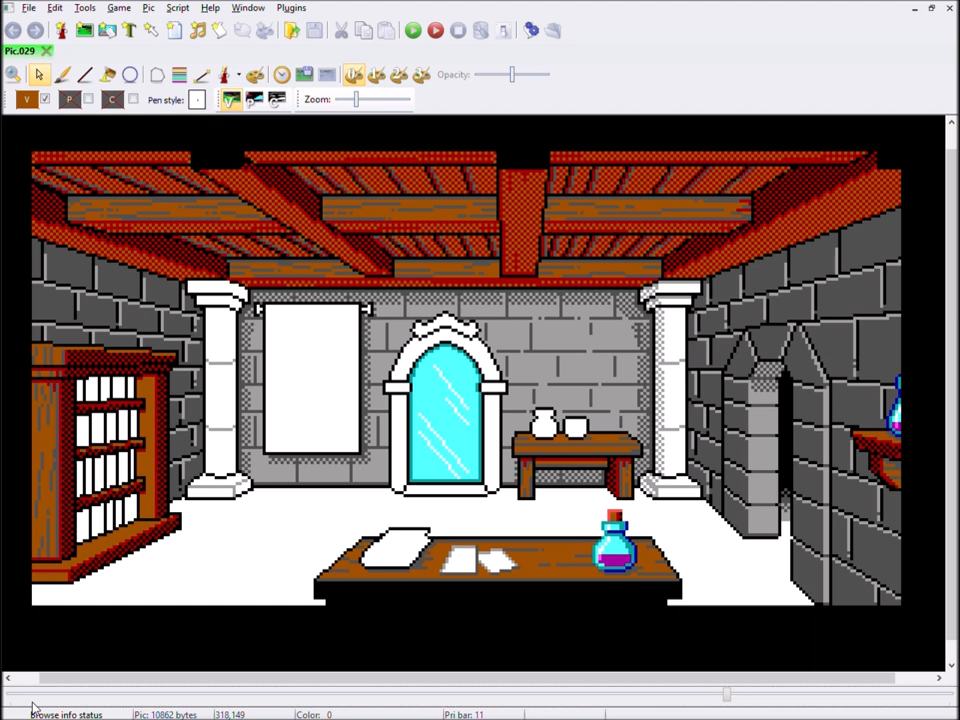 File Edit Tools Game Pic Script Help Window Plugins
Pic.029
Opacity:
V P C Pen style: V P C Zoom:
Browse info status Pic: 10862 bytes 318,149 Color: 0 Pri bar: 11